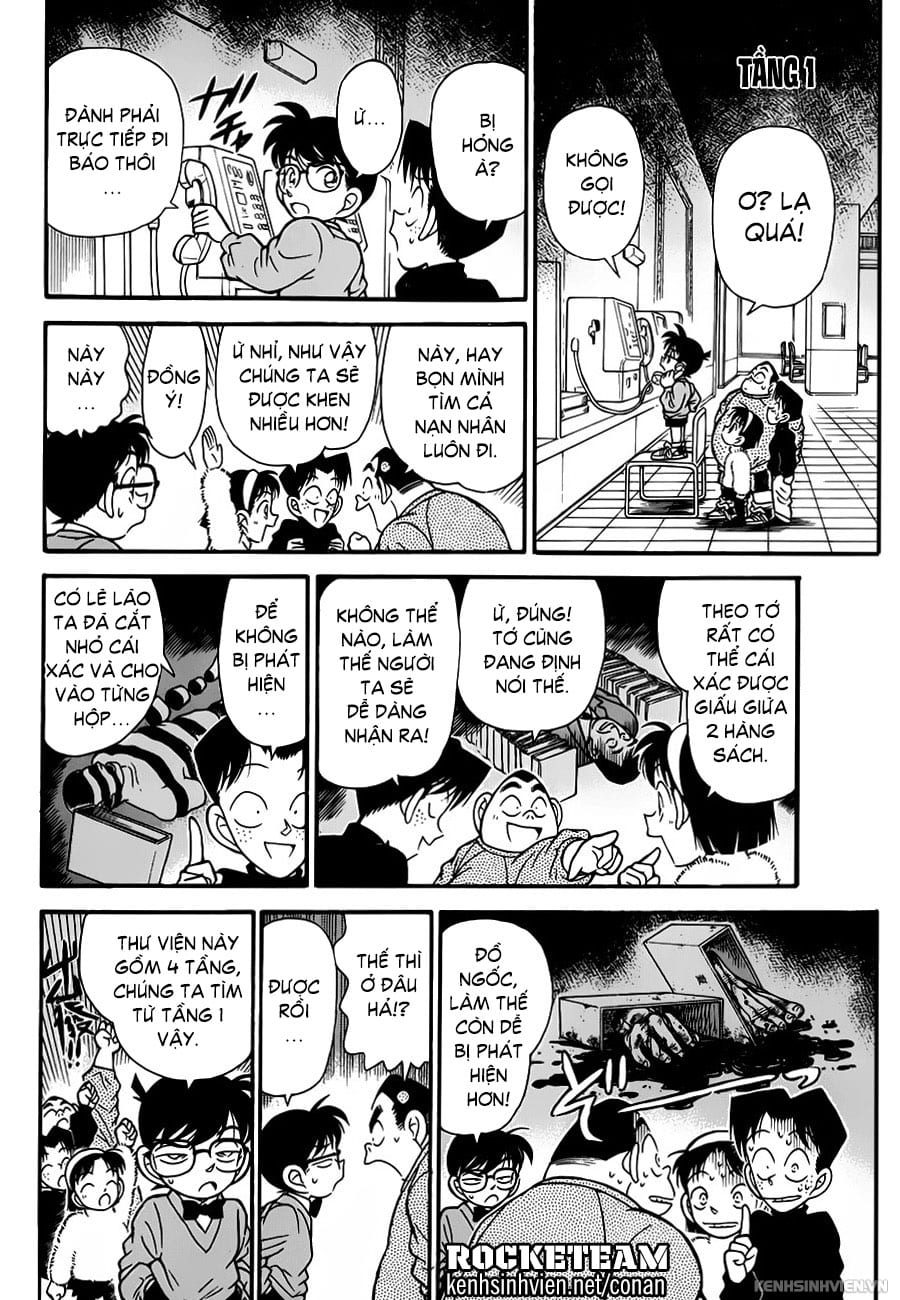 TẦNG 1
Ơ? LẠ
QUÁ!
KHÔNG
GỌI
ĐƯỢC!
BỊ
HỎNG
À?
Ừ...
ĐÀNH PHẢI
TRỰC TIẾP ĐI
BÁO THÔI
...
NÀY, HAY
BỌN MÌNH
TÌM CẢ
NẠN NHÂN
LUÔN ĐI.
Ừ NHỈ, NHƯ VẬY
CHÚNG TA SẼ
ĐƯỢC KHEN
NHIỀU HƠN!
ĐỒNG
Ý!
NÀY
NÀY
...
THEO TỚ
RẤT CÓ
THỂ CÁI
XÁC ĐƯỢC
GIẤU GIỮA
2 HÀNG
SÁCH.
Ừ, ĐÚNG!
TỚ CŨNG
ĐANG ĐỊNH
NÓI THẾ.
KHÔNG THỂ
NÀO, LÀM
THẾ NGƯỜI
TA SẼ
DỄ DÀNG
NHẬN RA!
ĐỂ
KHÔNG
BỊ PHÁT
HIỆN
...
CÓ LẼ LÃO
TA ĐÃ CẮT
NHỎ CÁI
XÁC VÀ CHO
VÀO TỪNG
HỘP...
ĐỒ
NGỐC,
LÀM THẾ
CÒN DỄ
BỊ PHÁT
HIỆN
HƠN!
THẾ THÌ
Ở ĐÂU
HẢ!?
ĐƯỢC
RỒI
...
THƯ VIỆN NÀY
GỒM 4 TẦNG,
CHÚNG TA TÌM
TỪ TẦNG 1
VẬY.
ROCKETEAM
kenhsinhvien.net/conan
KENHSINHVIEN.VN